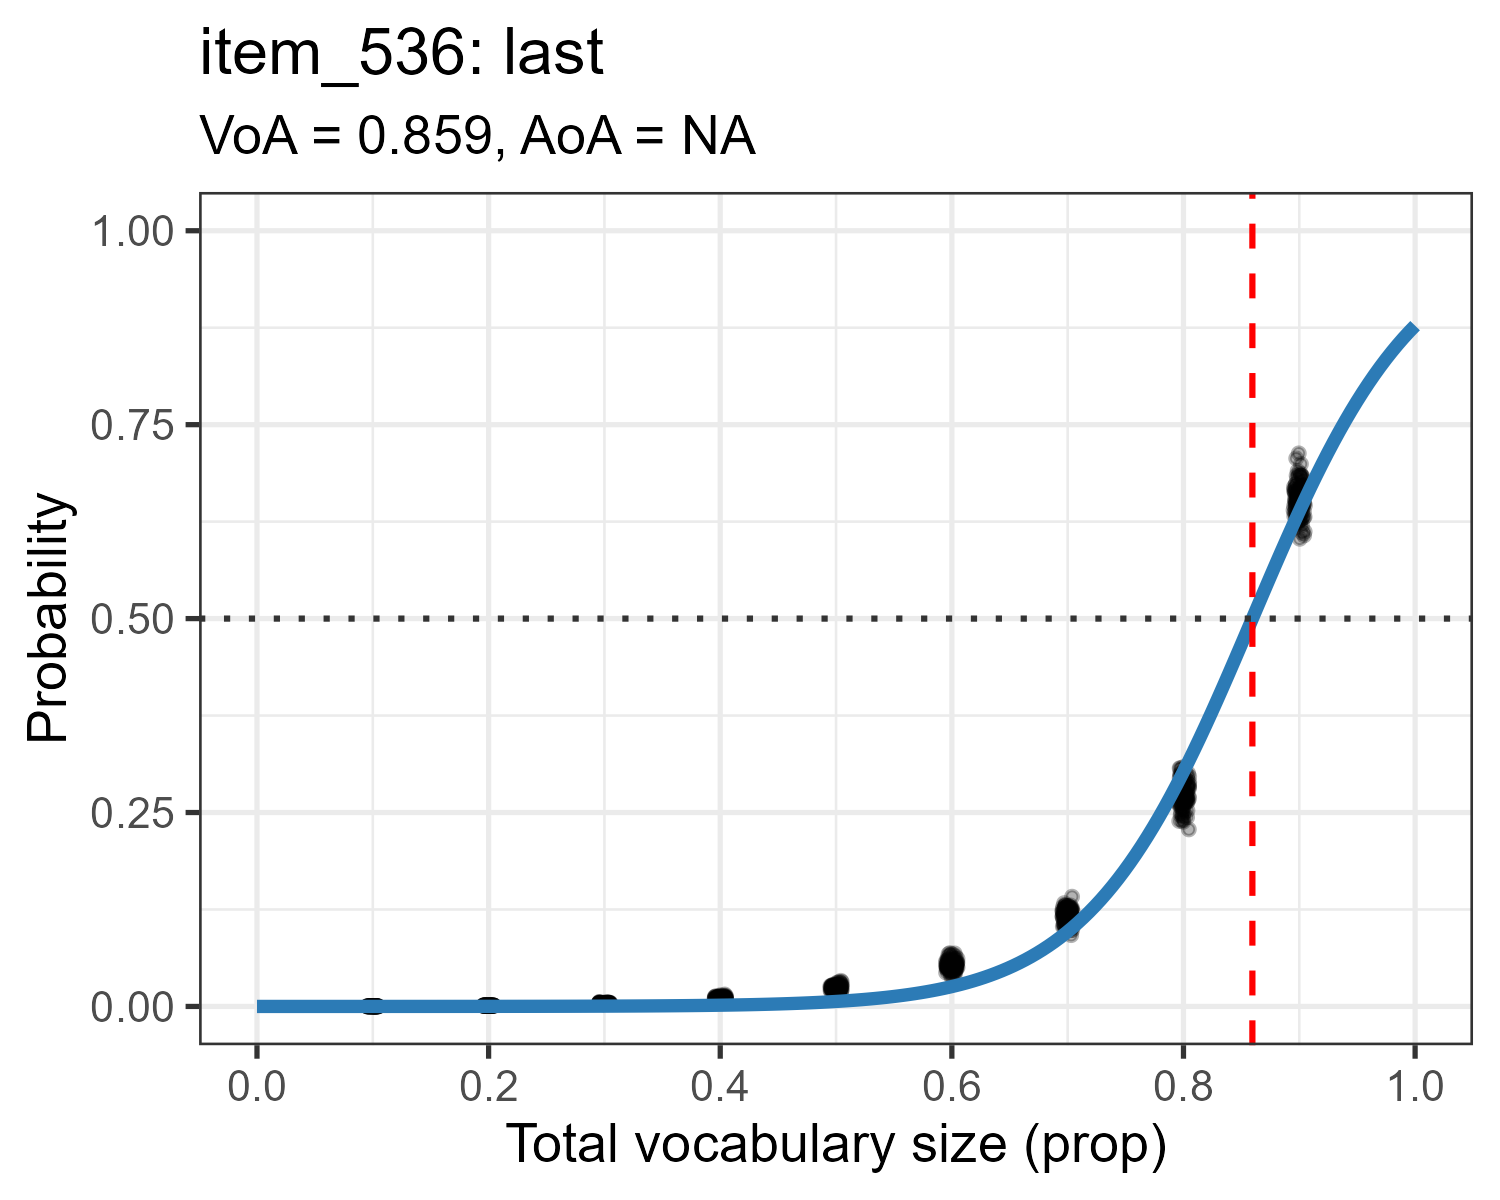 item_536: last
VoA = 0.859, AoA = NA
1.00
0.75
0.50
0.25
0.00
Probability
0.0 0.2 0.4 0.6 0.8 1.0
Total vocabulary size (prop)